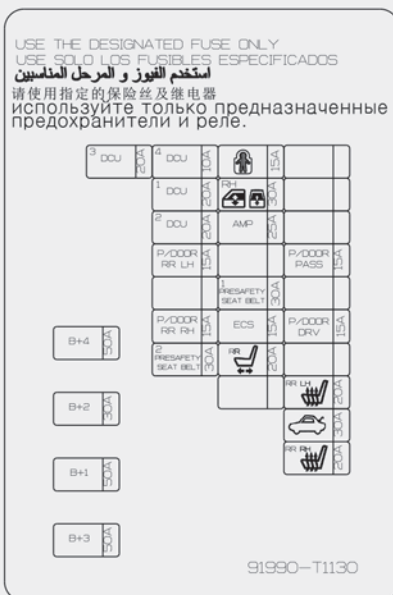 USE THE DESIGNATED FUSE ONLY
USE SOLO LOS FUSIBLES ESPECIFICADOS
استخدم الفيوز و المرحل المناسبين
请使用指定的保险丝及继电器
используйте только предназначенные
предохранители и реле.
3 DCU 20A 4 DCU 10A 15A
1 DCU 20A RH 30A
2 DCU 20A AMP 25A
P/DOOR RR LH 15A P/DOOR PASS 15A
1 PRESAFETY SEAT BELT 30A
P/DOOR RR RH 15A ECS 15A P/DOOR DRV 15A
B+4 50A
2 PRESAFETY SEAT BELT 30A RR 20A
RR LH 20A
B+2 30A
30A
RR RH 20A
B+1 50A
B+3 50A
91990-T1130